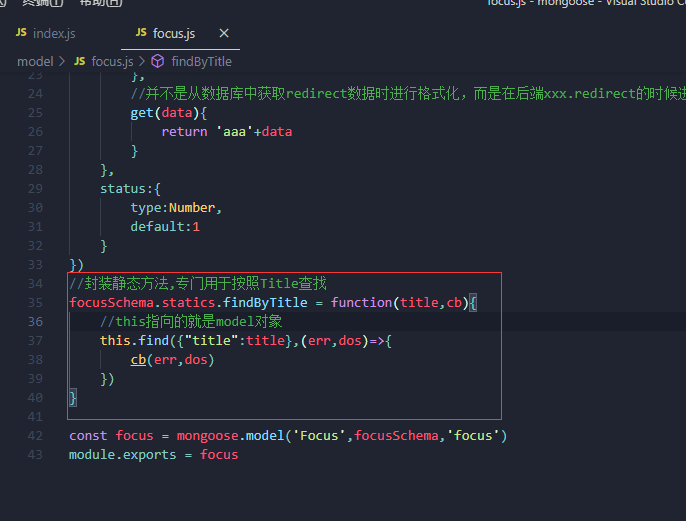 终端(T) 帮助(H) focus.js - mongoose - Visual Studio Co
JS index.js JS focus.js ×
model > JS focus.js > findByTitle
23 },
24 //并不是从数据库中获取redirect数据时进行格式化，而是在后端xxx.redirect的时候进
25 get(data){
26 return 'aaa'+data
27 }
28 },
29 status:{
30 type:Number,
31 default:1
32 }
33 })
34 //封装静态方法,专门用于按照Title查找
35 focusSchema.statics.findByTitle = function(title,cb){
36 //this指向的就是model对象
37 this.find({"title":title},(err,dos)=>{
38 cb(err,dos)
39 })
40 }
41
42 const focus = mongoose.model('Focus',focusSchema,'focus')
43 module.exports = focus